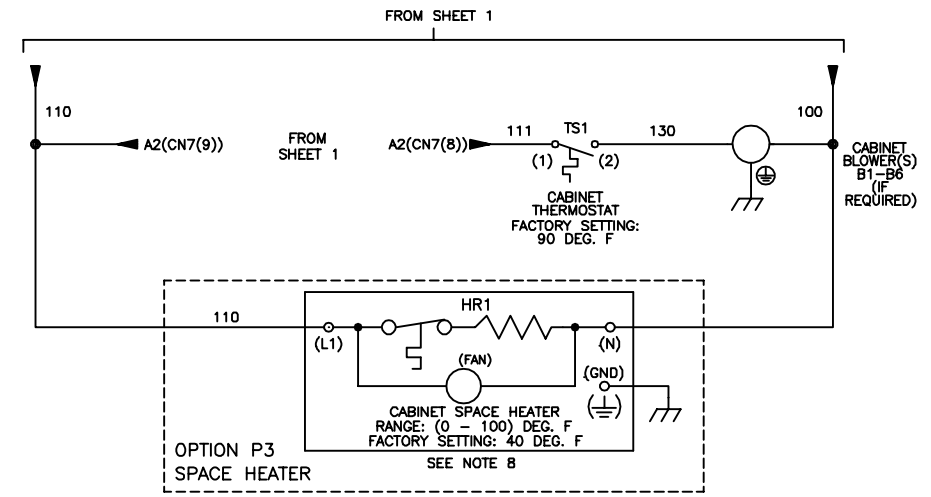 FROM SHEET 1
110
100
A2(CN7(9))
FROM
SHEET 1
A2(CN7(8))
111
TS1
130
(1)
(2)
CABINET
THERMOSTAT
FACTORY SETTING:
90 DEG. F
CABINET
BLOWER(S)
B1-B6
(IF
REQUIRED)
110
HR1
(L1)
(N)
(FAN)
(GND)
CABINET SPACE HEATER
RANGE: (0 - 100) DEG. F
FACTORY SETTING: 40 DEG. F
OPTION P3
SPACE HEATER
SEE NOTE 8